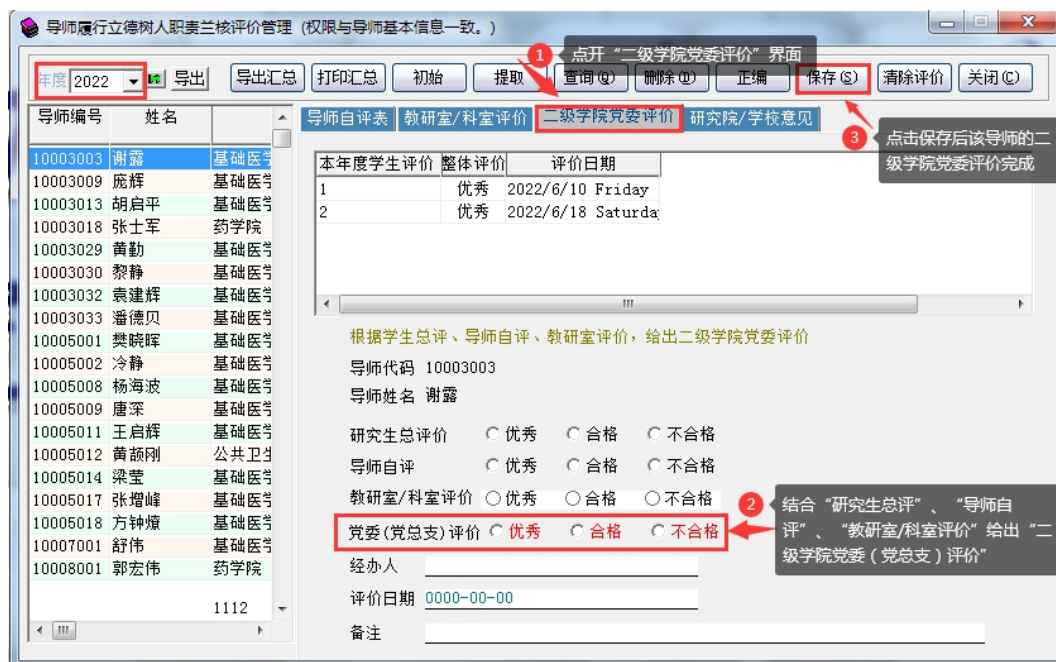 导师履行立德树人职责兰核评价管理（权限与导师基本信息一致。）
1 点开“二级学院党委评价”界面
年度 2022 导出 导出汇总 打印汇总 初始 提取 查询(Q) 删除(D) 正编 保存(S) 清除评价 关闭(C)
导师编号 姓名
导师自评表 教研室/科室评价 二级学院党委评价 研究院/学校意见
3 点击保存后该导师的二
级学院党委评价完成
10003003 谢露 基础医学
10003009 庞辉 基础医学
10003013 胡启平 基础医学
10003018 张士军 药学院
10003029 黄勤 基础医学
10003030 黎静 基础医学
10003032 袁建辉 基础医学
10003033 潘德贝 基础医学
10005001 樊晓晖 基础医学
10005002 冷静 基础医学
10005008 杨海波 基础医学
10005009 唐深 基础医学
10005011 王启辉 基础医学
10005012 黄颉刚 公共卫生
10005014 梁莹 基础医学
10005017 张增峰 基础医学
10005018 方钟燎 基础医学
10007001 舒伟 基础医学
10008001 郭宏伟 药学院
1112
本年度学生评价 整体评价 评价日期
1 优秀 2022/6/10 Friday
2 优秀 2022/6/18 Saturda
根据学生总评、导师自评、教研室评价，给出二级学院党委评价
导师代码 10003003
导师姓名 谢露
研究生总评价 优秀 合格 不合格
导师自评 优秀 合格 不合格
教研室/科室评价 优秀 合格 不合格
党委(党总支)评价 优秀 合格 不合格
2 结合“研究生总评”、“导师自
评”、“教研室/科室评价”给出“二
级学院党委（党总支）评价”
经办人
评价日期 0000-00-00
备注